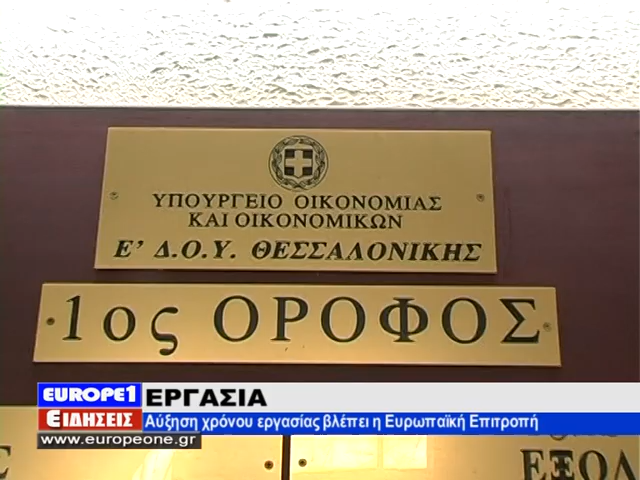 ΥΠΟΥΡΓΕΙΟ ΟΙΚΟΝΟΜΙΑΣ
ΚΑΙ ΟΙΚΟΝΟΜΙΚΩΝ
Ε’ Δ.Ο.Υ. ΘΕΣΣΑΛΟΝΙΚΗΣ
1ος ΟΡΟΦΟΣ
EUROPE1 ΕΡΓΑΣΙΑ
ΕΙΔΗΣΕΙΣ Αύξηση χρόνου εργασίας βλέπει η Ευρωπαϊκή Επιτροπή
www.europeone.gr